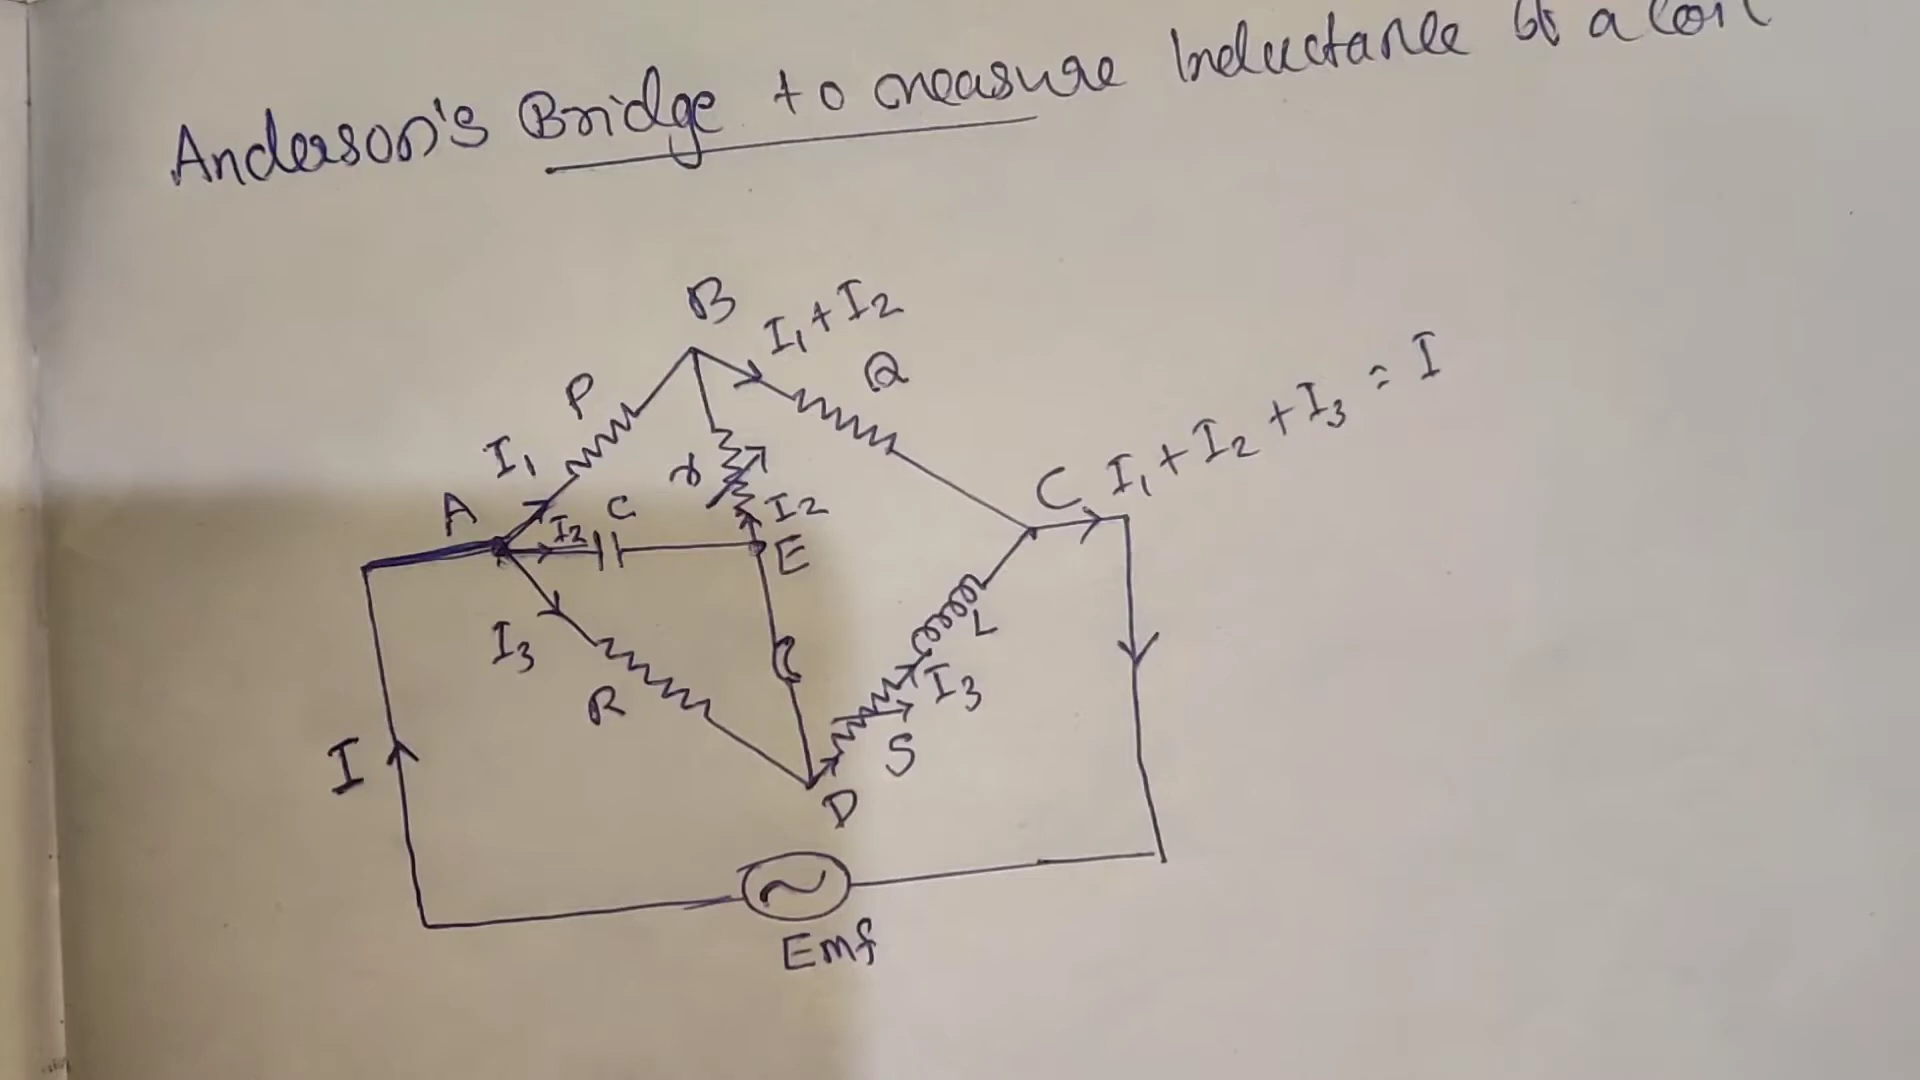 Anderson's Bridge to measure Inductance of a Coil
B
I₁ + I₂
P
Q
I₁
r
A
I₂
C
I₂
E
C
I₁ + I₂ + I₃ = I
I₃
R
L
I₃
S
I
D
Emf